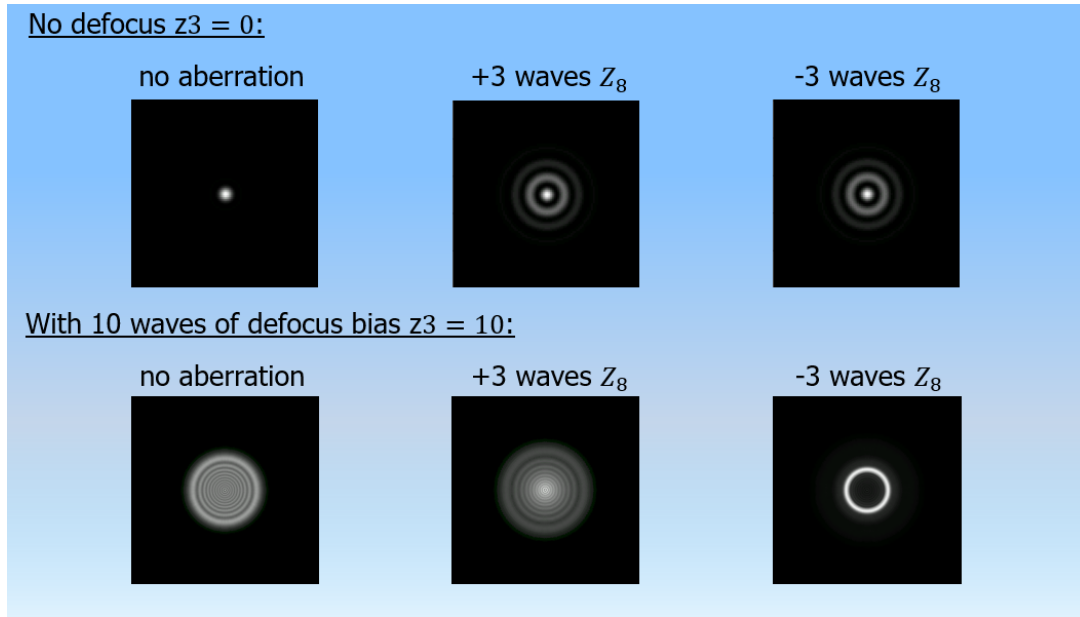 No defocus z3 = 0:
no aberration +3 waves Z₈ -3 waves Z₈
With 10 waves of defocus bias z3 = 10:
no aberration +3 waves Z₈ -3 waves Z₈